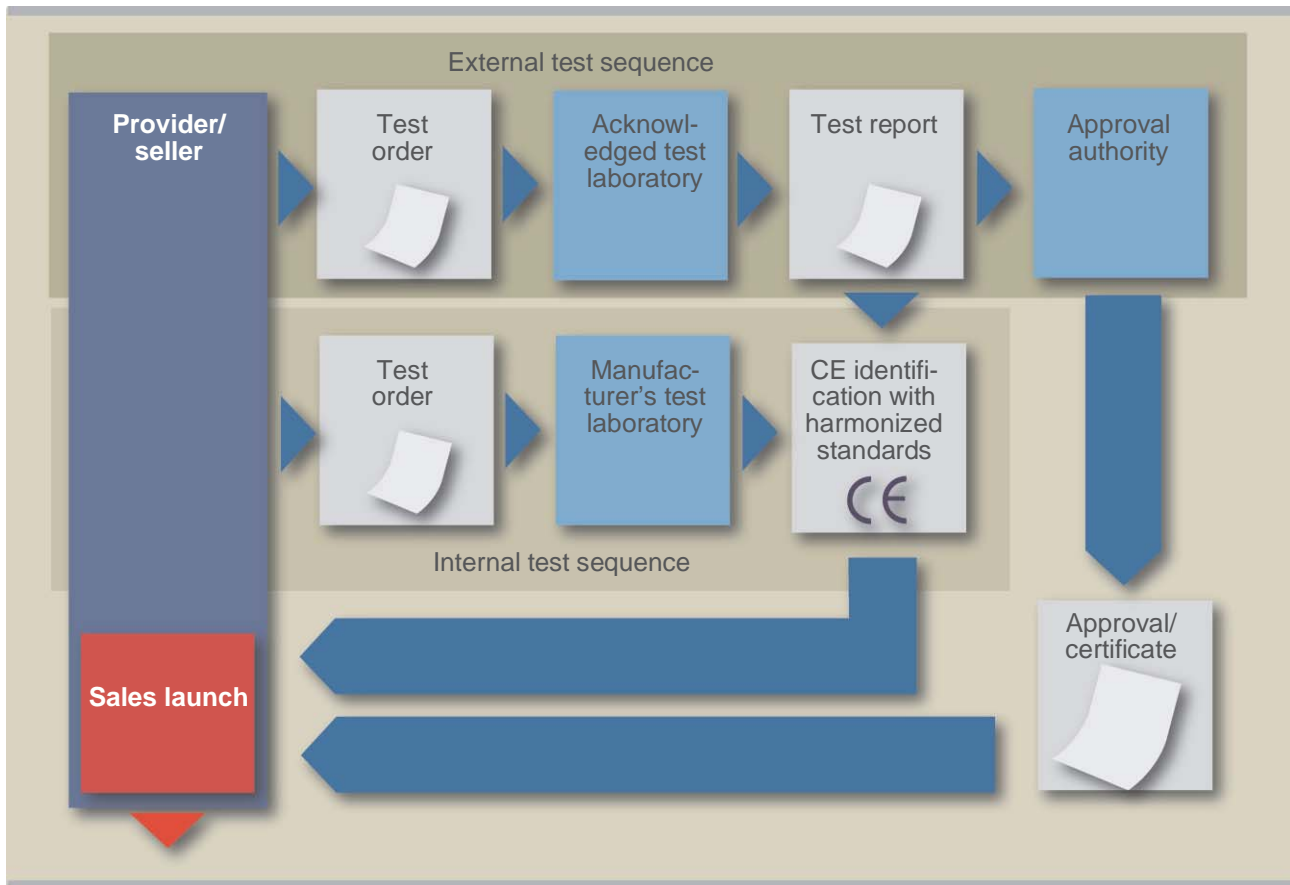 External test sequence
Provider/
seller
Test
order
Acknowl-
edged test
laboratory
Test report
Approval
authority
Test
order
Manufac-
turer's test
laboratory
CE identifi-
cation with
harmonized
standards
CE
Internal test sequence
Approval/
certificate
Sales launch